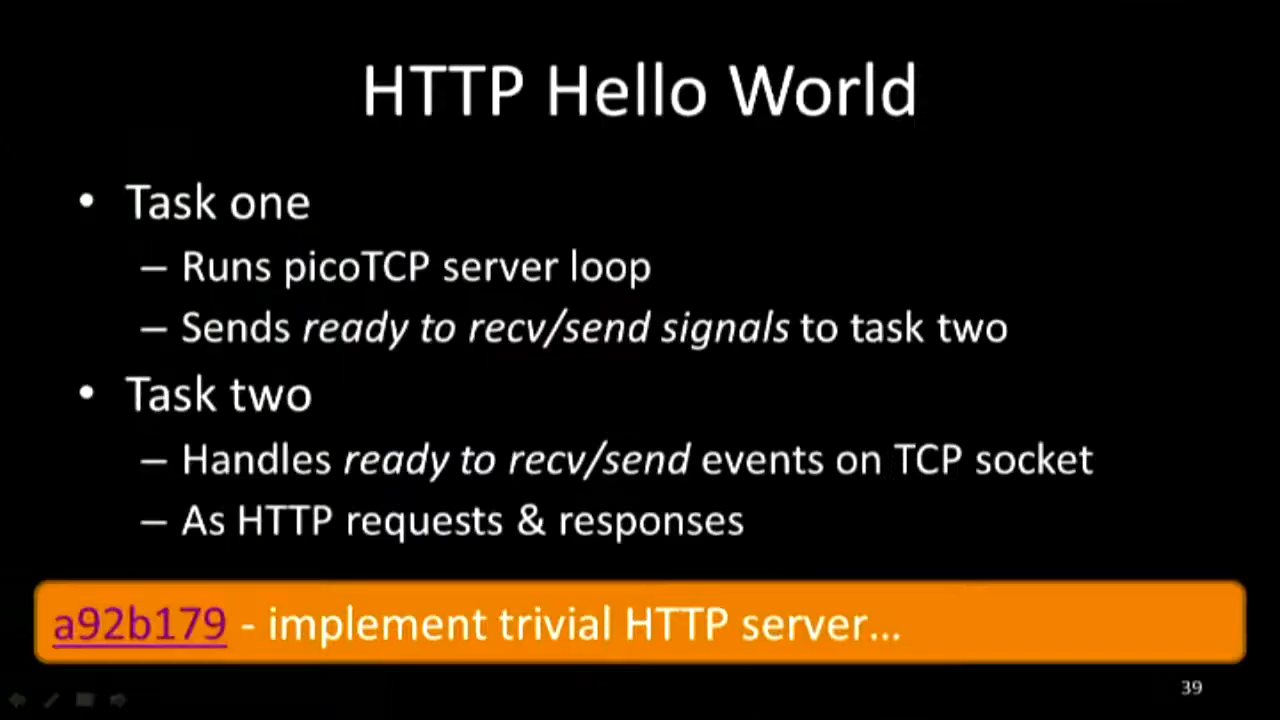 HTTP Hello World
• Task one
– Runs picoTCP server loop
– Sends ready to recv/send signals to task two
• Task two
– Handles ready to recv/send events on TCP socket
– As HTTP requests & responses
a92b179 - implement trivial HTTP server...
39